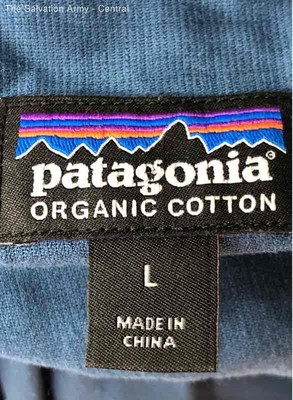 The Salvation Army - Central
patagonia®
ORGANIC COTTON
L
MADE IN
CHINA